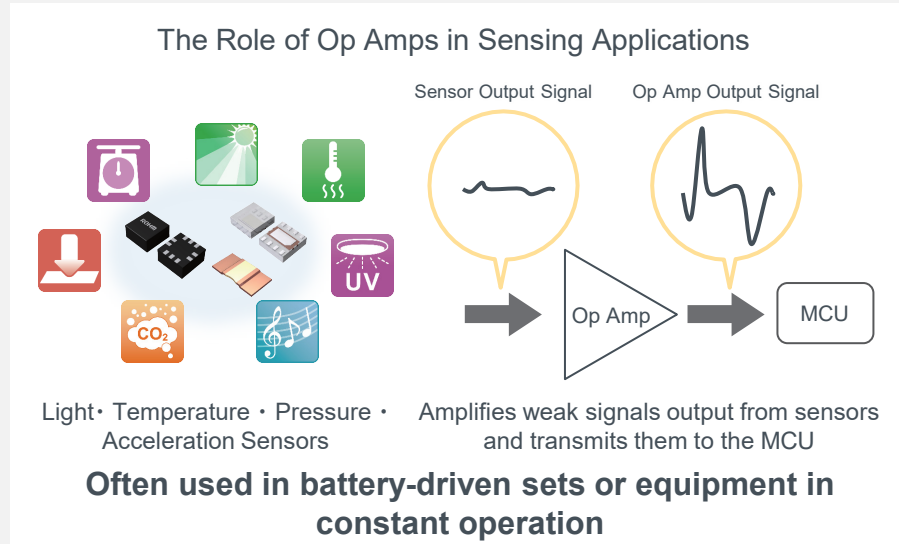 The Role of Op Amps in Sensing Applications
Sensor Output Signal
Op Amp Output Signal
ROHM
UV
CO₂
Op Amp
MCU
Light・ Temperature・Pressure・
Acceleration Sensors
Amplifies weak signals output from sensors
and transmits them to the MCU
Often used in battery-driven sets or equipment in
constant operation